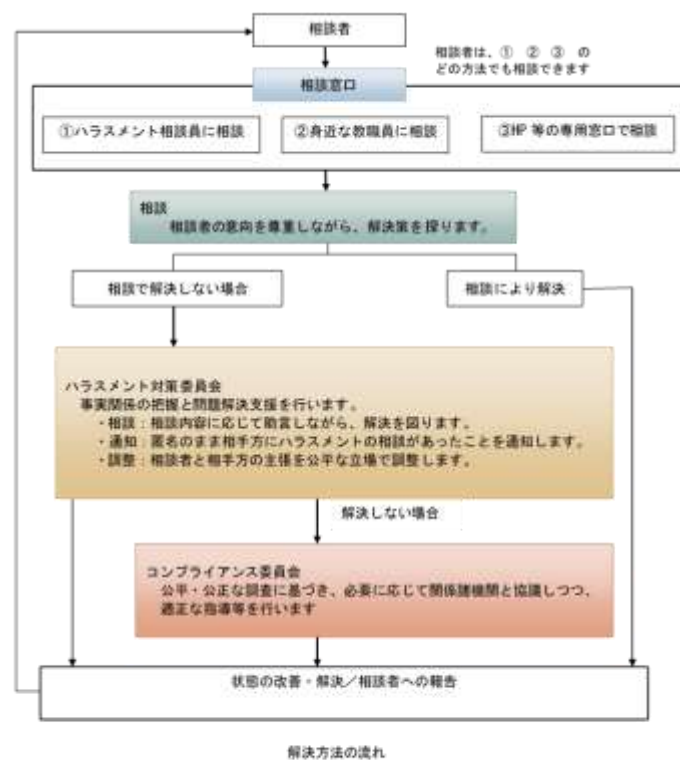 相談者
相談者は、① ② ③ の
どの方法でも相談できます
相談窓口
①ハラスメント相談員に相談
②身近な教職員に相談
③HP 等の専用窓口で相談
相談
相談者の意向を尊重しながら、解決策を探ります。
相談で解決しない場合
相談により解決
ハラスメント対策委員会
事実関係の把握と問題解決支援を行います。
・相談：相談内容に応じて助言しながら、解決を図ります。
・通知：匿名のまま相手方にハラスメントの相談があったことを通知します。
・調整：相談者と相手方の主張を公平な立場で調整します。
解決しない場合
コンプライアンス委員会
公平・公正な調査に基づき、必要に応じて関係諸機関と協議しつつ、
適正な指導等を行います
状態の改善・解決／相談者への報告
解決方法の流れ